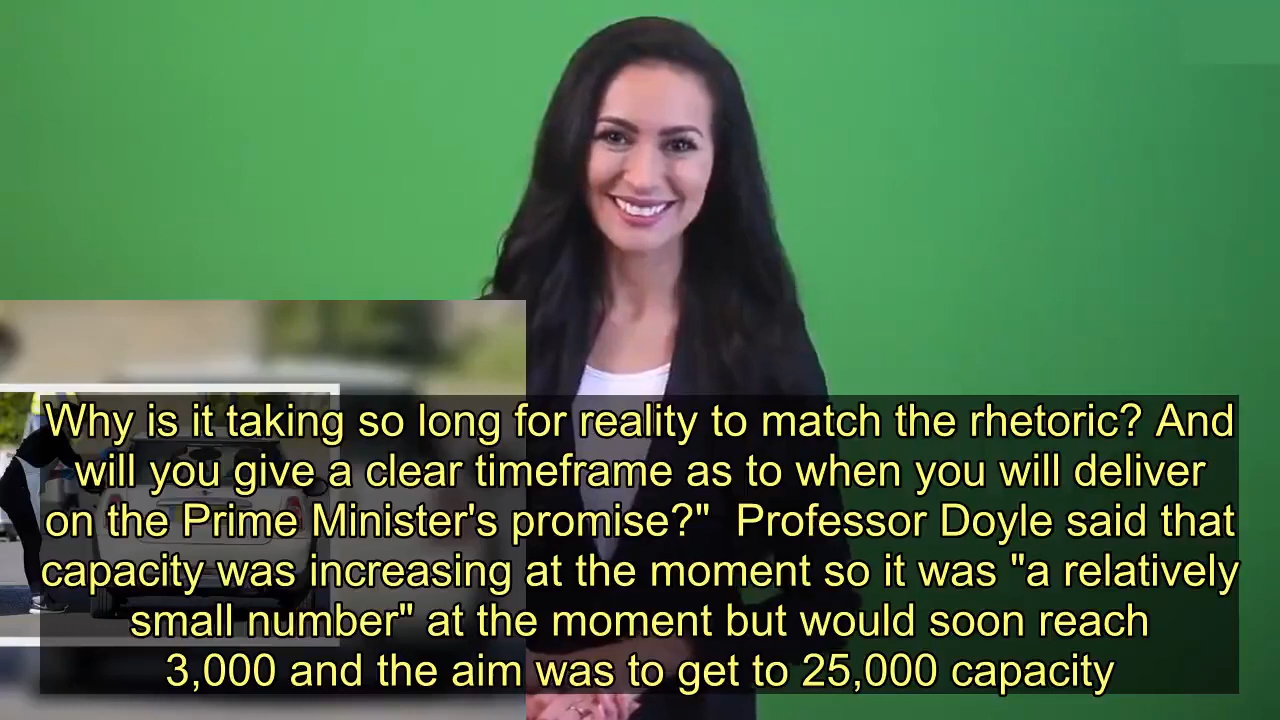 Why is it taking so long for reality to match the rhetoric? And
will you give a clear timeframe as to when you will deliver
on the Prime Minister's promise?"  Professor Doyle said that
capacity was increasing at the moment so it was "a relatively
small number" at the moment but would soon reach
3,000 and the aim was to get to 25,000 capacity